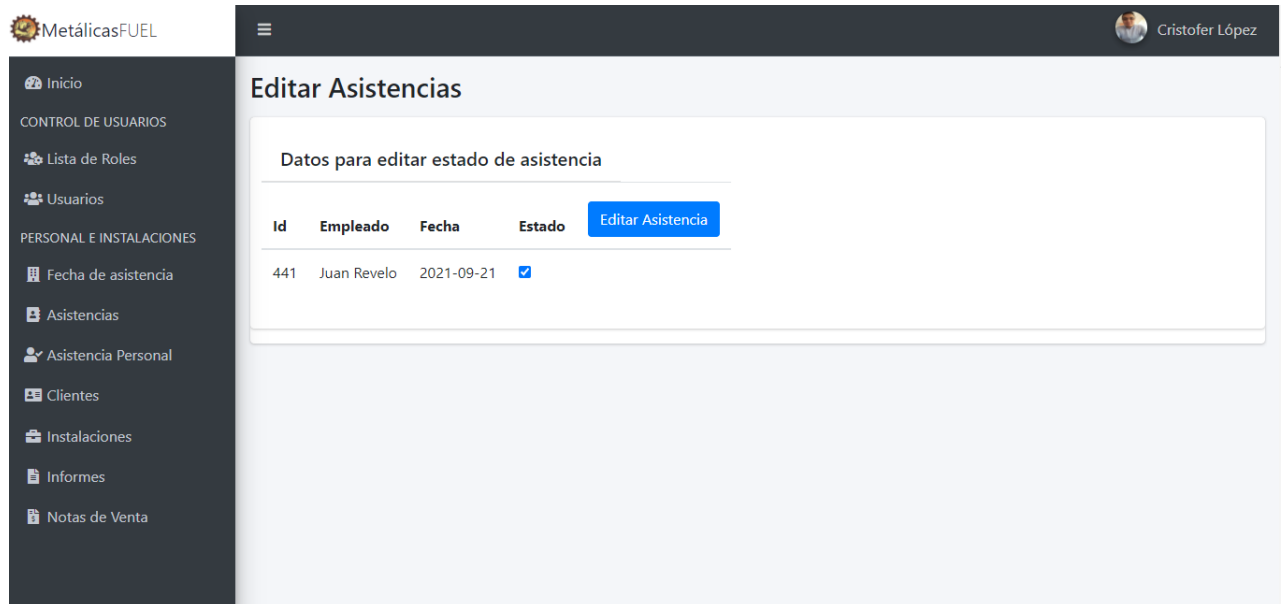 MetálicasFUEL
Cristofer López
Inicio
CONTROL DE USUARIOS
Lista de Roles
Usuarios
PERSONAL E INSTALACIONES
Fecha de asistencia
Asistencias
Asistencia Personal
Clientes
Instalaciones
Informes
Notas de Venta
Editar Asistencias
Datos para editar estado de asistencia
Id Empleado Fecha Estado Editar Asistencia
441 Juan Revelo 2021-09-21